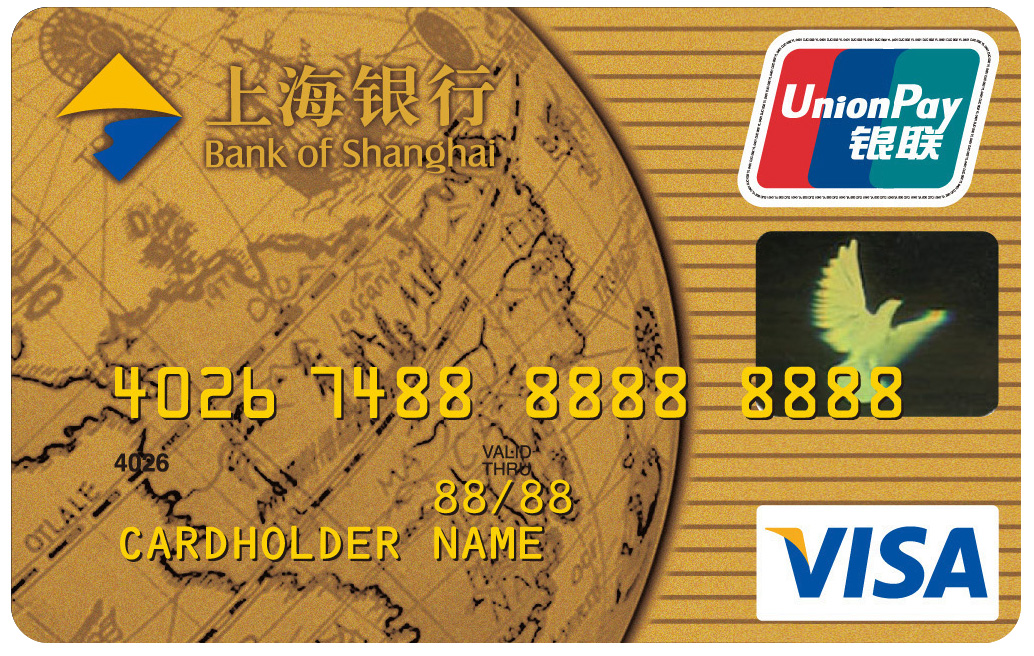 上海银行
Bank of Shanghai
UnionPay
银联
4026 7488 8888 8888
4026
VALID
THRU
88/88
CARDHOLDER NAME
VISA